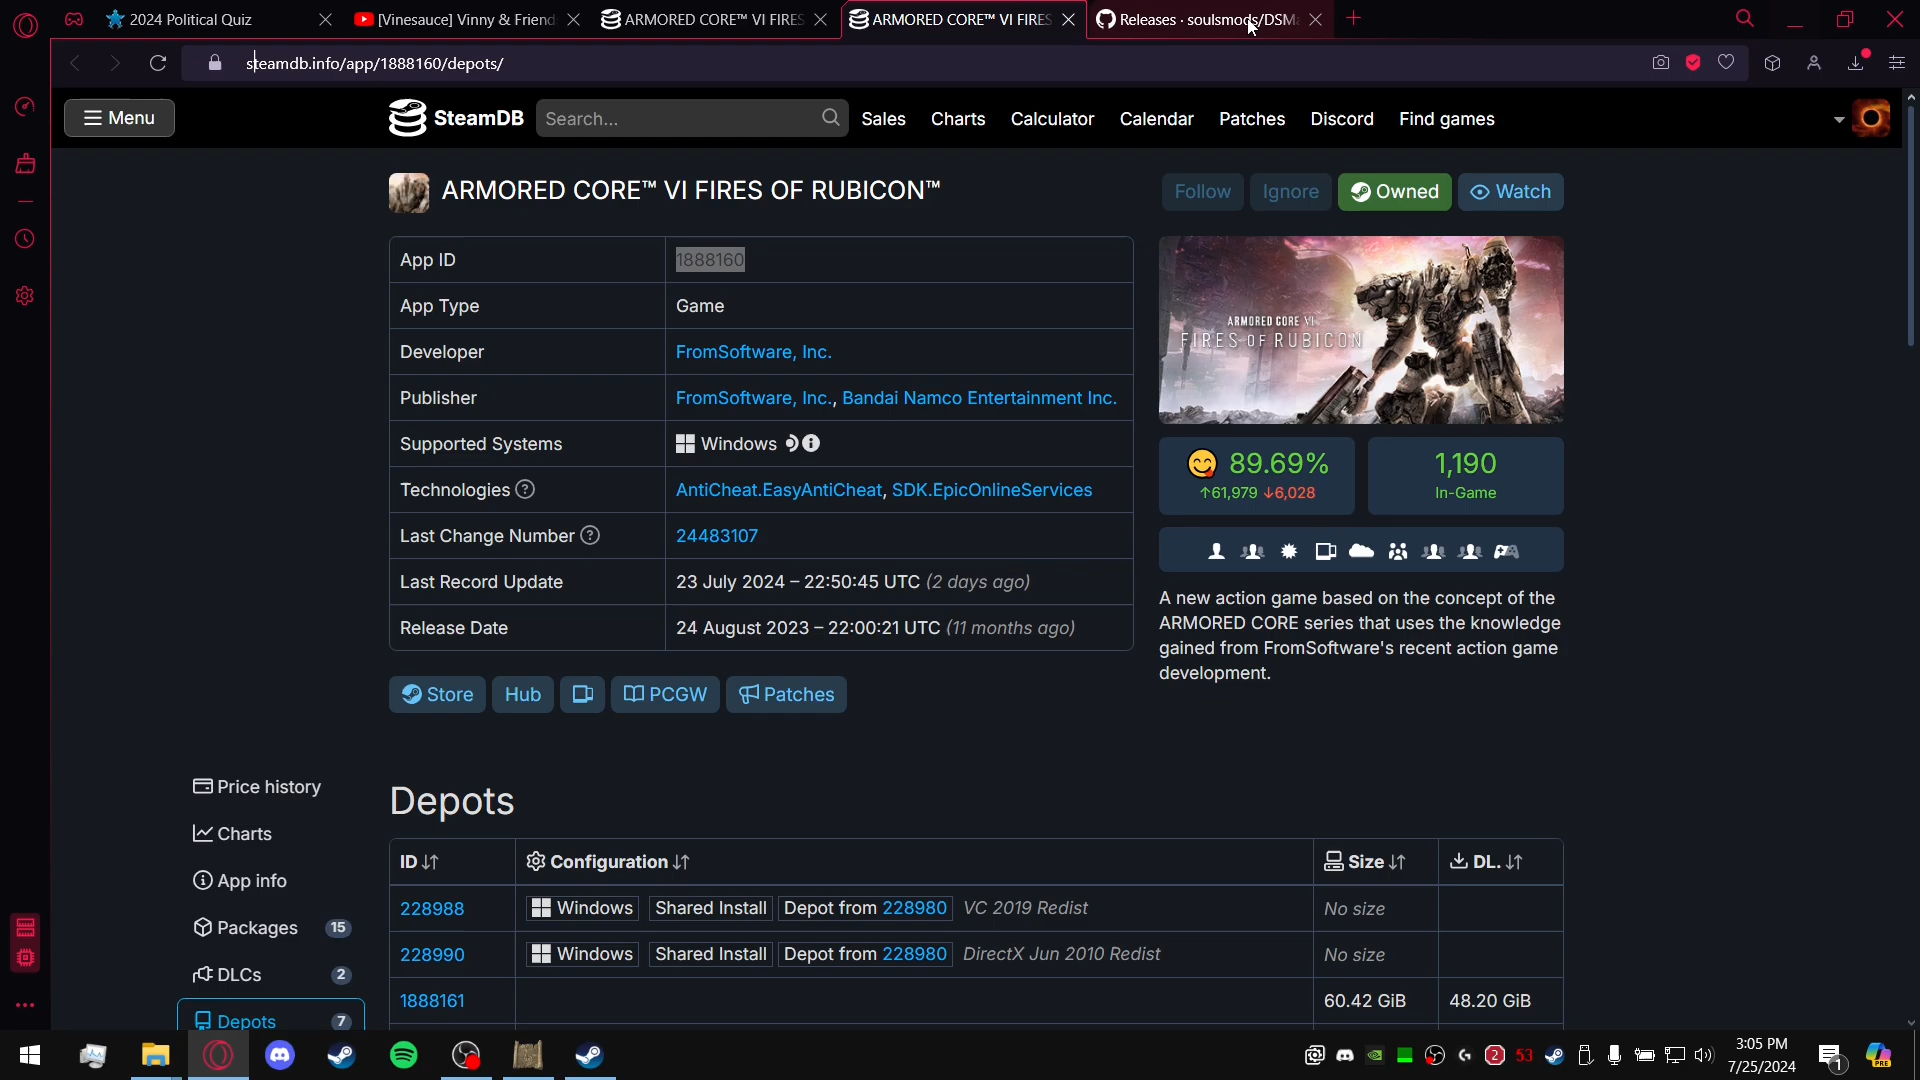 2024 Political Quiz
[Vinesauce] Vinny & Friend
ARMORED CORE™ VI FIRES
ARMORED CORE™ VI FIRES
Releases · soulsmods/DSMa
steamdb.info/app/1888160/depots/
Menu
SteamDB
Search...
Sales
Charts
Calculator
Calendar
Patches
Discord
Find games
ARMORED CORE™ VI FIRES OF RUBICON™
Follow
Ignore
Owned
Watch
App ID
1888160
App Type
Game
Developer
FromSoftware, Inc.
Publisher
FromSoftware, Inc., Bandai Namco Entertainment Inc.
Supported Systems
Windows
Technologies
AntiCheat.EasyAntiCheat, SDK.EpicOnlineServices
Last Change Number
24483107
Last Record Update
23 July 2024 – 22:50:45 UTC (2 days ago)
Release Date
24 August 2023 – 22:00:21 UTC (11 months ago)
ARMORED CORE VI
FIRES OF RUBICON
89.69%
↑61,979 ↓6,028
1,190
In-Game
A new action game based on the concept of the
ARMORED CORE series that uses the knowledge
gained from FromSoftware's recent action game
development.
Store
Hub
PCGW
Patches
Price history
Charts
App info
Packages 15
DLCs 2
Depots 7
Depots
ID
Configuration
Size
DL.
228988
Windows Shared Install Depot from 228980 VC 2019 Redist
No size
228990
Windows Shared Install Depot from 228980 DirectX Jun 2010 Redist
No size
1888161
60.42 GiB
48.20 GiB
2
53
3:05 PM
7/25/2024
1
PRE